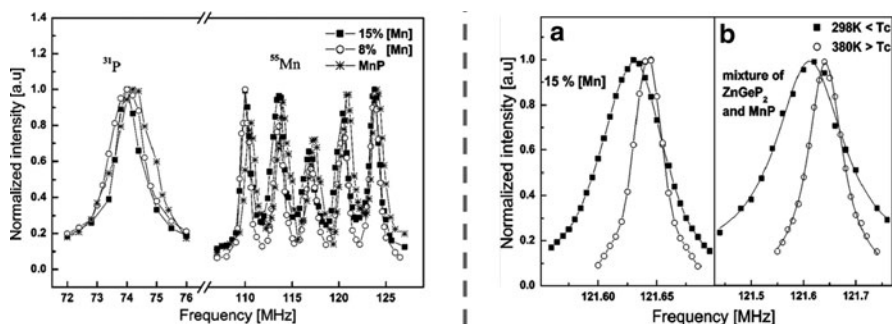 1.4
1.2
1.0
0.8
0.6
0.4
0.2
0.0
Normalized intensity [a.u]
³¹P
⁵⁵Mn
15% [Mn]
8% [Mn]
MnP
72 73 74 75 76 110 115 120 125
Frequency [MHz]
1.2
1.0
0.8
0.6
0.4
0.2
0.0
Normalized intensity [a.u]
a
15 % [Mn]
121.60 121.65
b
298K < Tc
380K > Tc
mixture of
ZnGeP₂
and MnP
121.5 121.6 121.7
Frequency [MHz]